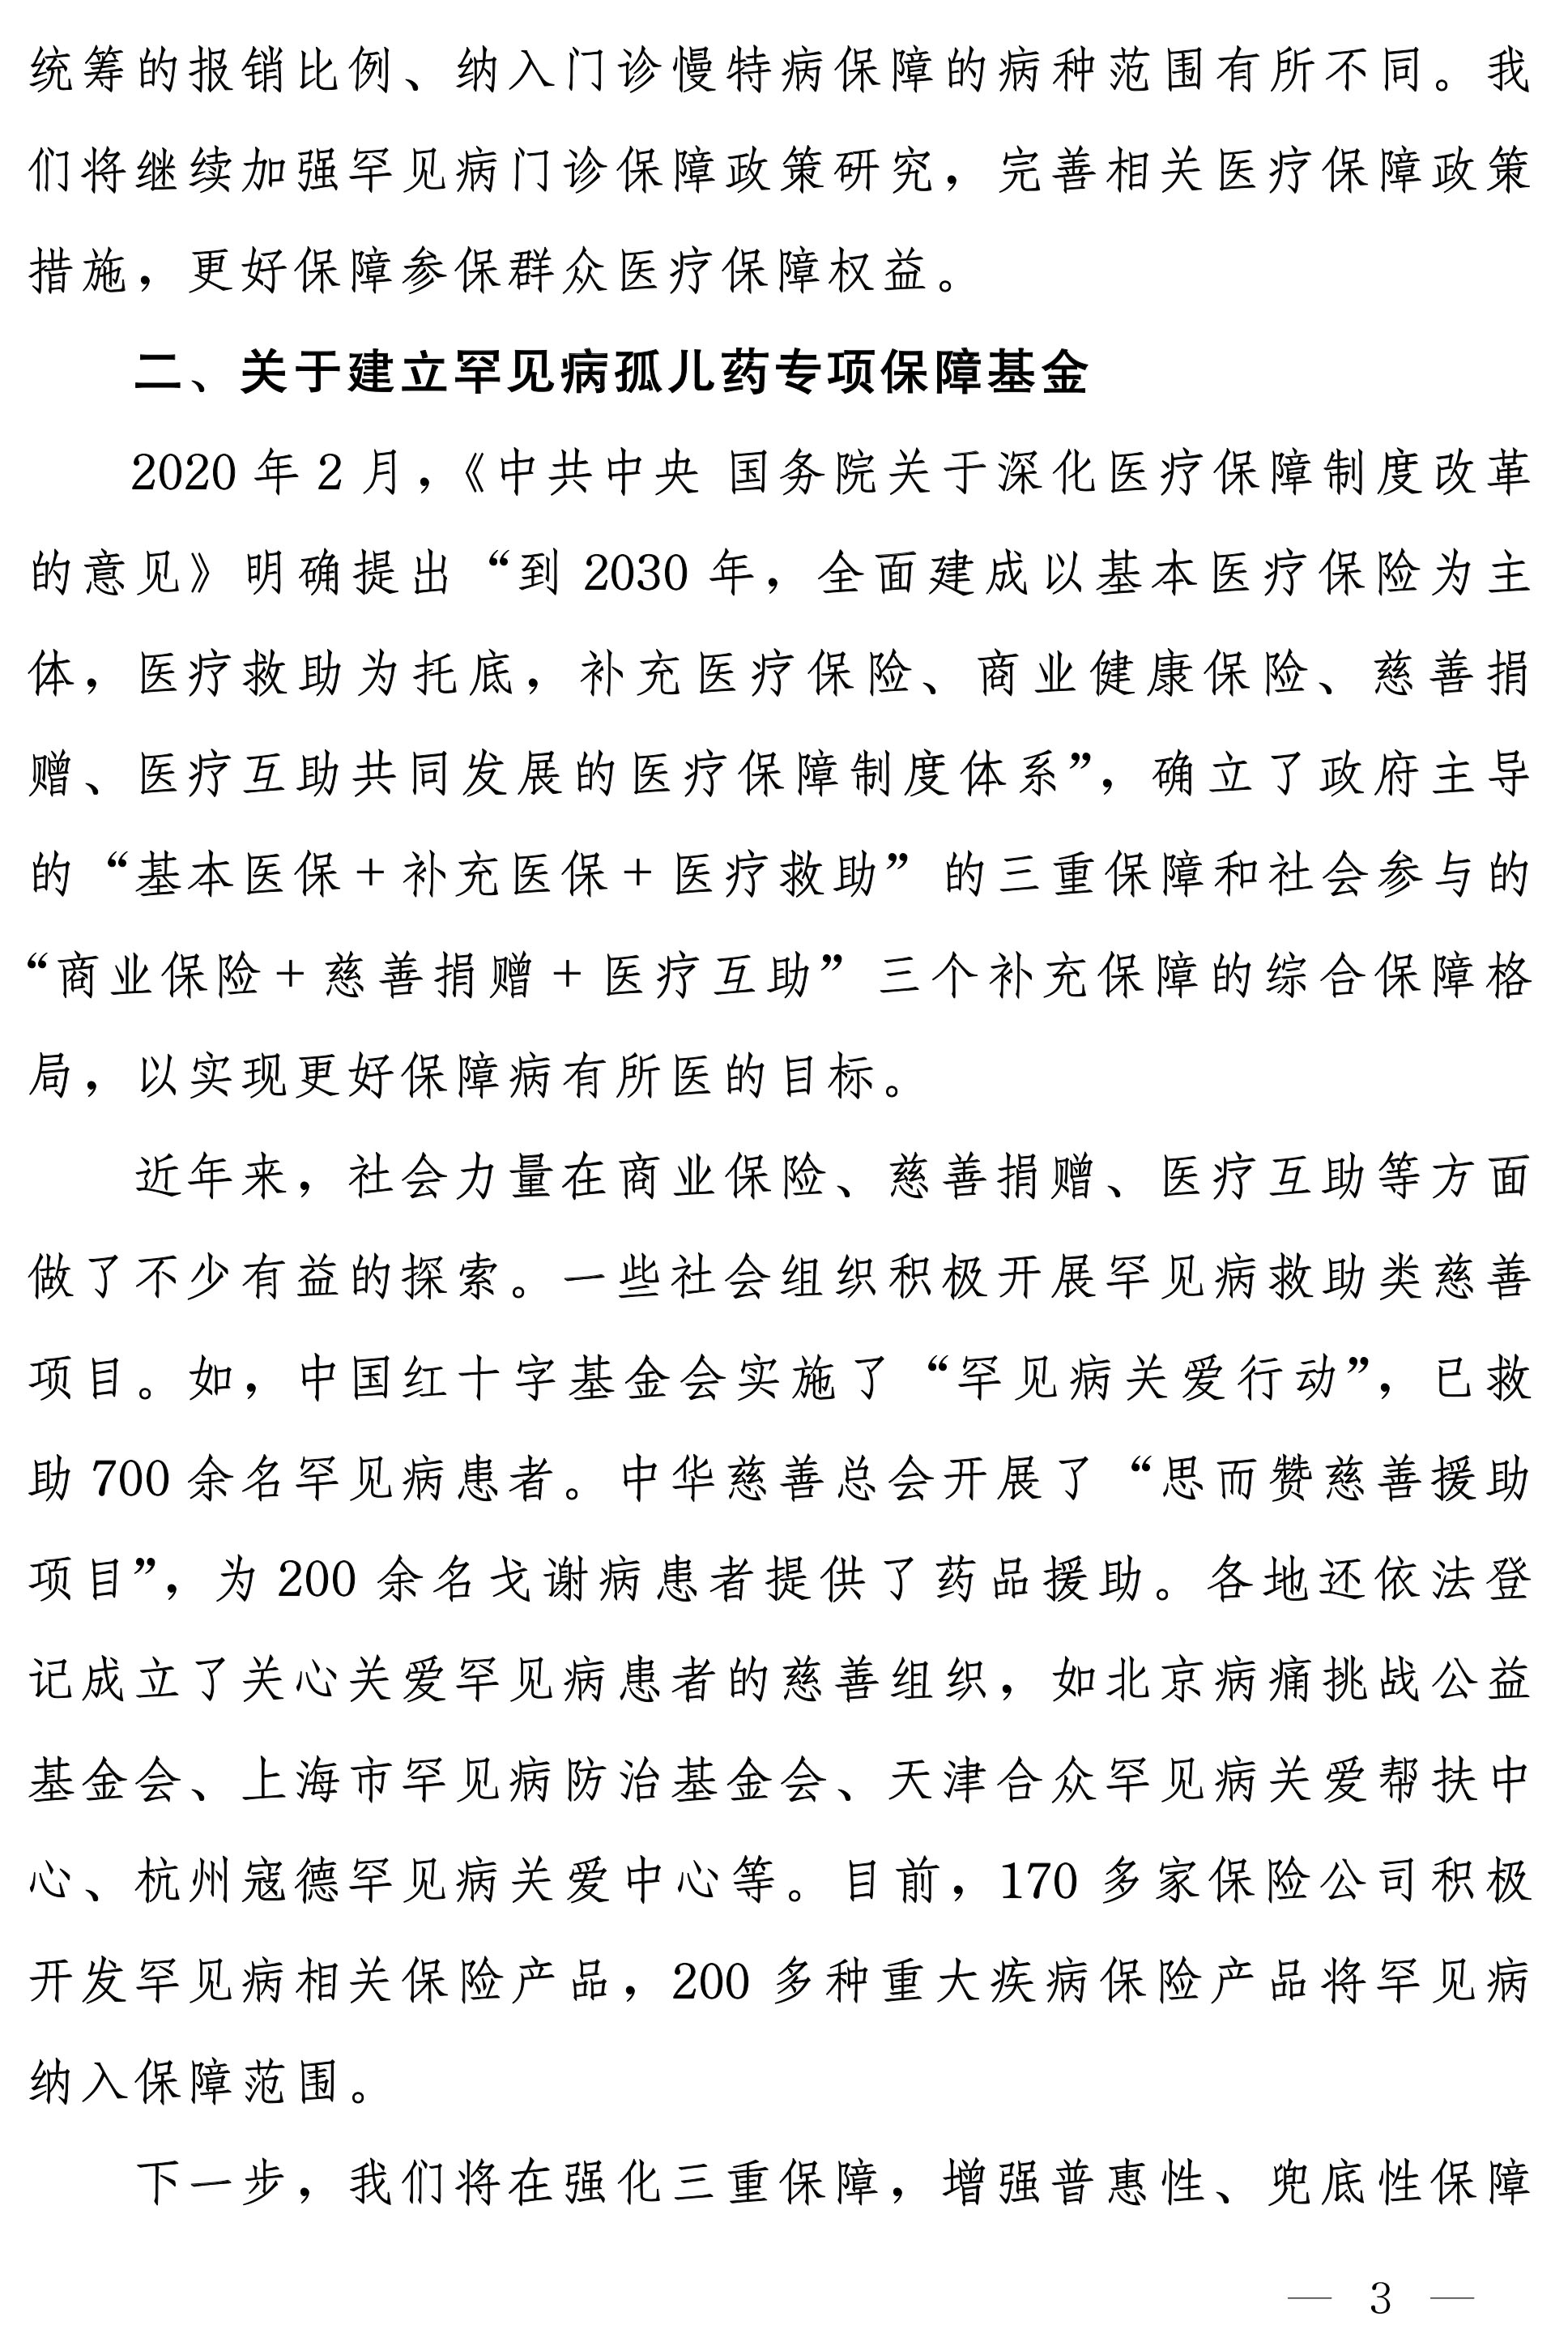 统筹的报销比例、纳入门诊慢特病保障的病种范围有所不同。我
们将继续加强罕见病门诊保障政策研究，完善相关医疗保障政策
措施，更好保障参保群众医疗保障权益。
二、关于建立罕见病孤儿药专项保障基金
2020 年 2 月，《中共中央 国务院关于深化医疗保障制度改革
的意见》明确提出“到 2030 年，全面建成以基本医疗保险为主
体，医疗救助为托底，补充医疗保险、商业健康保险、慈善捐
赠、医疗互助共同发展的医疗保障制度体系”，确立了政府主导
的“基本医保＋补充医保＋医疗救助”的三重保障和社会参与的
“商业保险＋慈善捐赠＋医疗互助”三个补充保障的综合保障格
局，以实现更好保障病有所医的目标。
近年来，社会力量在商业保险、慈善捐赠、医疗互助等方面
做了不少有益的探索。一些社会组织积极开展罕见病救助类慈善
项目。如，中国红十字基金会实施了“罕见病关爱行动”，已救
助 700 余名罕见病患者。中华慈善总会开展了“思而赞慈善援助
项目”，为 200 余名戈谢病患者提供了药品援助。各地还依法登
记成立了关心关爱罕见病患者的慈善组织，如北京病痛挑战公益
基金会、上海市罕见病防治基金会、天津合众罕见病关爱帮扶中
心、杭州寇德罕见病关爱中心等。目前，170 多家保险公司积极
开发罕见病相关保险产品，200 多种重大疾病保险产品将罕见病
纳入保障范围。
下一步，我们将在强化三重保障，增强普惠性、兜底性保障
— 3 —